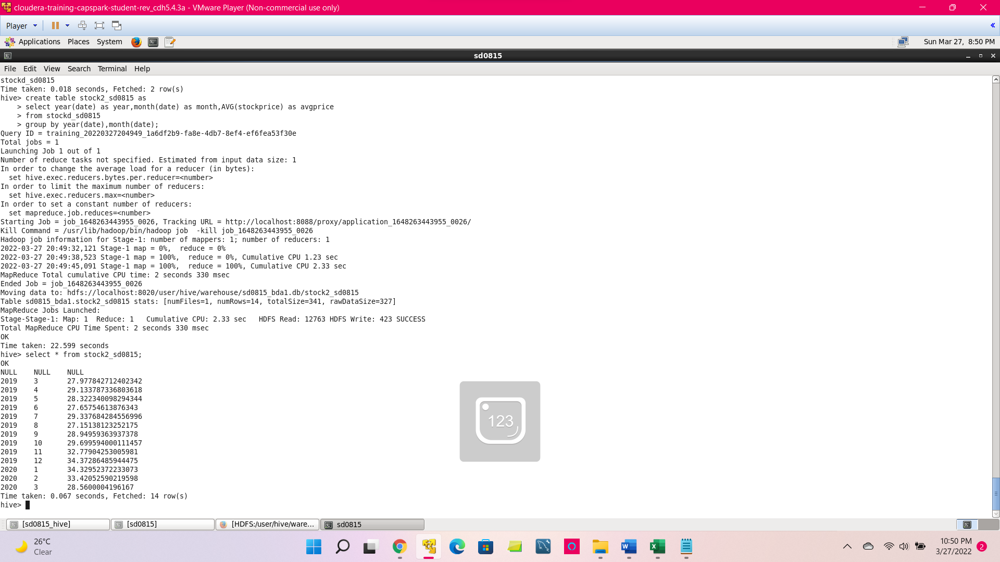 cloudera-training-capspark-student-rev_cdh5.4.3a - VMware Player (Non-commercial use only)
Player
Applications Places System
Sun Mar 27, 8:50 PM
sd0815
File Edit View Search Terminal Help
stockd_sd0815
Time taken: 0.018 seconds, Fetched: 2 row(s)
hive> create table stock2_sd0815 as
    > select year(date) as year,month(date) as month,AVG(stockprice) as avgprice
    > from stockd_sd0815
    > group by year(date),month(date);
Query ID = training_20220327204949_1a6df2b9-fa8e-4db7-8ef4-ef6fea53f30e
Total jobs = 1
Launching Job 1 out of 1
Number of reduce tasks not specified. Estimated from input data size: 1
In order to change the average load for a reducer (in bytes):
  set hive.exec.reducers.bytes.per.reducer=<number>
In order to limit the maximum number of reducers:
  set hive.exec.reducers.max=<number>
In order to set a constant number of reducers:
  set mapreduce.job.reduces=<number>
Starting Job = job_1648263443955_0026, Tracking URL = http://localhost:8088/proxy/application_1648263443955_0026/
Kill Command = /usr/lib/hadoop/bin/hadoop job  -kill job_1648263443955_0026
Hadoop job information for Stage-1: number of mappers: 1; number of reducers: 1
2022-03-27 20:49:32,121 Stage-1 map = 0%,  reduce = 0%
2022-03-27 20:49:38,523 Stage-1 map = 100%,  reduce = 0%, Cumulative CPU 1.23 sec
2022-03-27 20:49:45,091 Stage-1 map = 100%,  reduce = 100%, Cumulative CPU 2.33 sec
MapReduce Total cumulative CPU time: 2 seconds 330 msec
Ended Job = job_1648263443955_0026
Moving data to: hdfs://localhost:8020/user/hive/warehouse/sd0815_bda1.db/stock2_sd0815
Table sd0815_bda1.stock2_sd0815 stats: [numFiles=1, numRows=14, totalSize=341, rawDataSize=327]
MapReduce Jobs Launched:
Stage-Stage-1: Map: 1  Reduce: 1   Cumulative CPU: 2.33 sec   HDFS Read: 12763 HDFS Write: 423 SUCCESS
Total MapReduce CPU Time Spent: 2 seconds 330 msec
OK
Time taken: 22.599 seconds
hive> select * from stock2_sd0815;
OK
NULL    NULL    NULL
2019    3       27.977842712402342
2019    4       29.133787336803618
2019    5       28.322340098294344
2019    6       27.65754613876343
2019    7       29.337684284556996
2019    8       27.15138123252175
2019    9       28.94959363937378
2019    10      29.699594000111457
2019    11      32.77904253005981
2019    12      34.37286485944475
2020    1       34.32952372233073
2020    2       33.42052590219598
2020    3       28.5600004196167
Time taken: 0.067 seconds, Fetched: 14 row(s)
hive>
123
[sd0815_hive] [sd0815] [HDFS:/user/hive/ware... sd0815
26°C
Clear
10:50 PM
3/27/2022
2